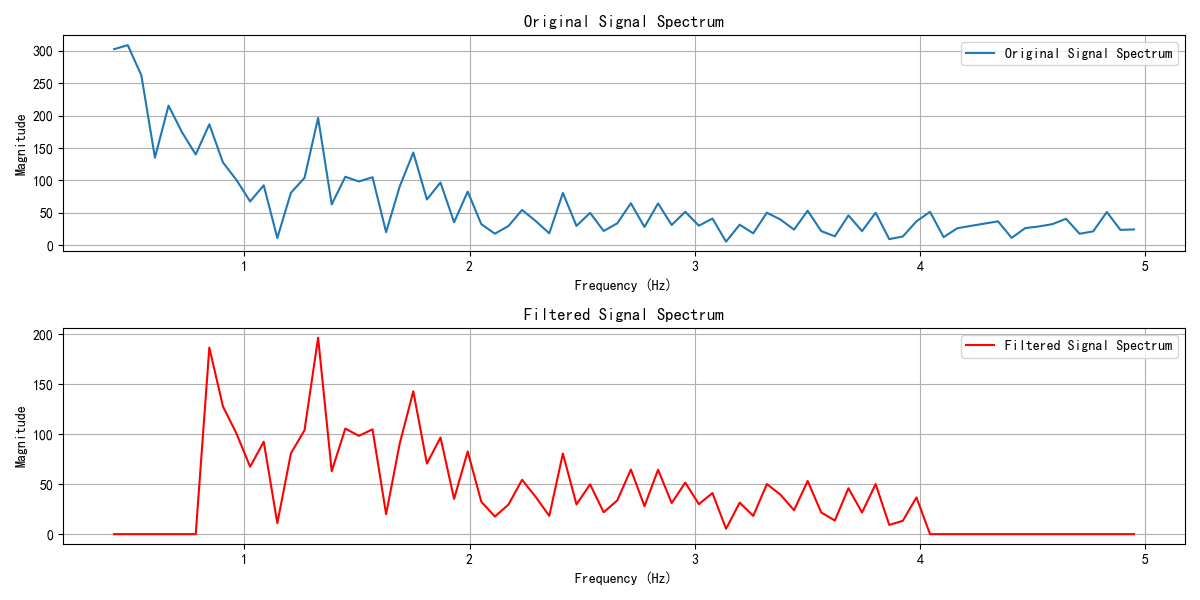 Original Signal Spectrum
Original Signal Spectrum
300
250
200
150
100
50
0
Magnitude
1 2 3 4 5
Frequency (Hz)
Filtered Signal Spectrum
Filtered Signal Spectrum
200
150
100
50
0
Magnitude
1 2 3 4 5
Frequency (Hz)